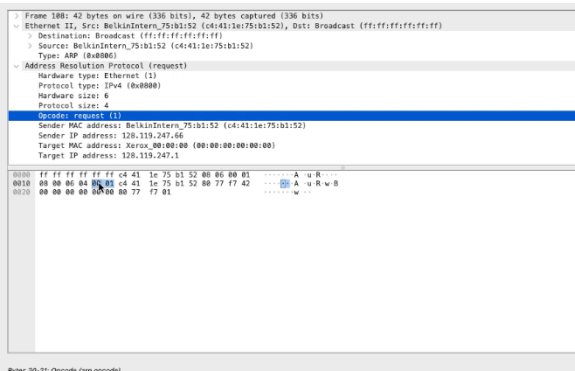 Frame 108: 42 bytes on wire (336 bits), 42 bytes captured (336 bits)
Ethernet II, Src: BelkinIntern_75:b1:52 (c4:41:1e:75:b1:52), Dst: Broadcast (ff:ff:ff:ff:ff:ff)
Destination: Broadcast (ff:ff:ff:ff:ff:ff)
Source: BelkinIntern_75:b1:52 (c4:41:1e:75:b1:52)
Type: ARP (0x0806)
Address Resolution Protocol (request)
Hardware type: Ethernet (1)
Protocol type: IPv4 (0x0800)
Hardware size: 6
Protocol size: 4
Opcode: request (1)
Sender MAC address: BelkinIntern_75:b1:52 (c4:41:1e:75:b1:52)
Sender IP address: 128.119.247.66
Target MAC address: Xerox_00:00:00 (00:00:00:00:00:00)
Target IP address: 128.119.247.1
0000 ff ff ff ff ff ff c4 41 1e 75 b1 52 08 06 00 01 ·······A ·u·R····
0010 08 00 06 04 00 01 c4 41 1e 75 b1 52 80 77 f7 42 ·······A ·u·R·w·B
0020 00 00 00 00 00 00 80 77 f7 01 ·······w ··